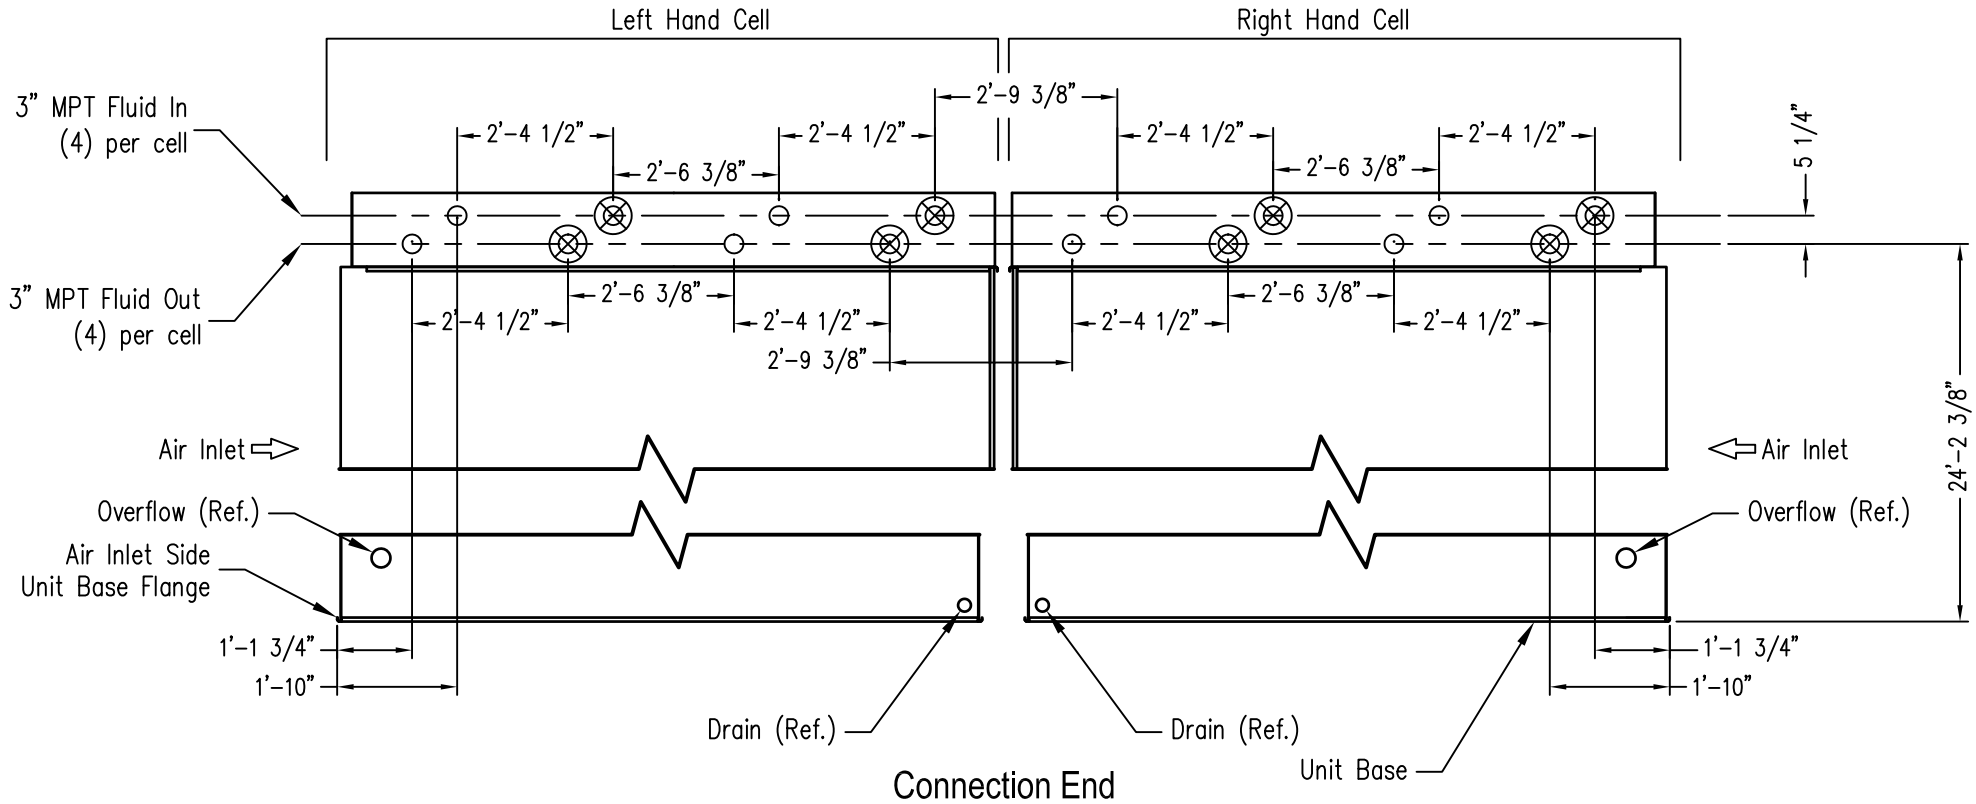 Left Hand Cell
Right Hand Cell
3" MPT Fluid In
(4) per cell
2'-9 3/8"
2'-4 1/2"
2'-4 1/2"
2'-4 1/2"
2'-4 1/2"
2'-6 3/8"
2'-6 3/8"
5 1/4"
3" MPT Fluid Out
(4) per cell
2'-6 3/8"
2'-6 3/8"
2'-4 1/2"
2'-4 1/2"
2'-4 1/2"
2'-4 1/2"
2'-9 3/8"
24'-2 3/8"
Air Inlet
Air Inlet
Overflow (Ref.)
Overflow (Ref.)
Air Inlet Side
Unit Base Flange
1'-1 3/4"
1'-1 3/4"
1'-10"
1'-10"
Drain (Ref.)
Drain (Ref.)
Unit Base
Connection End